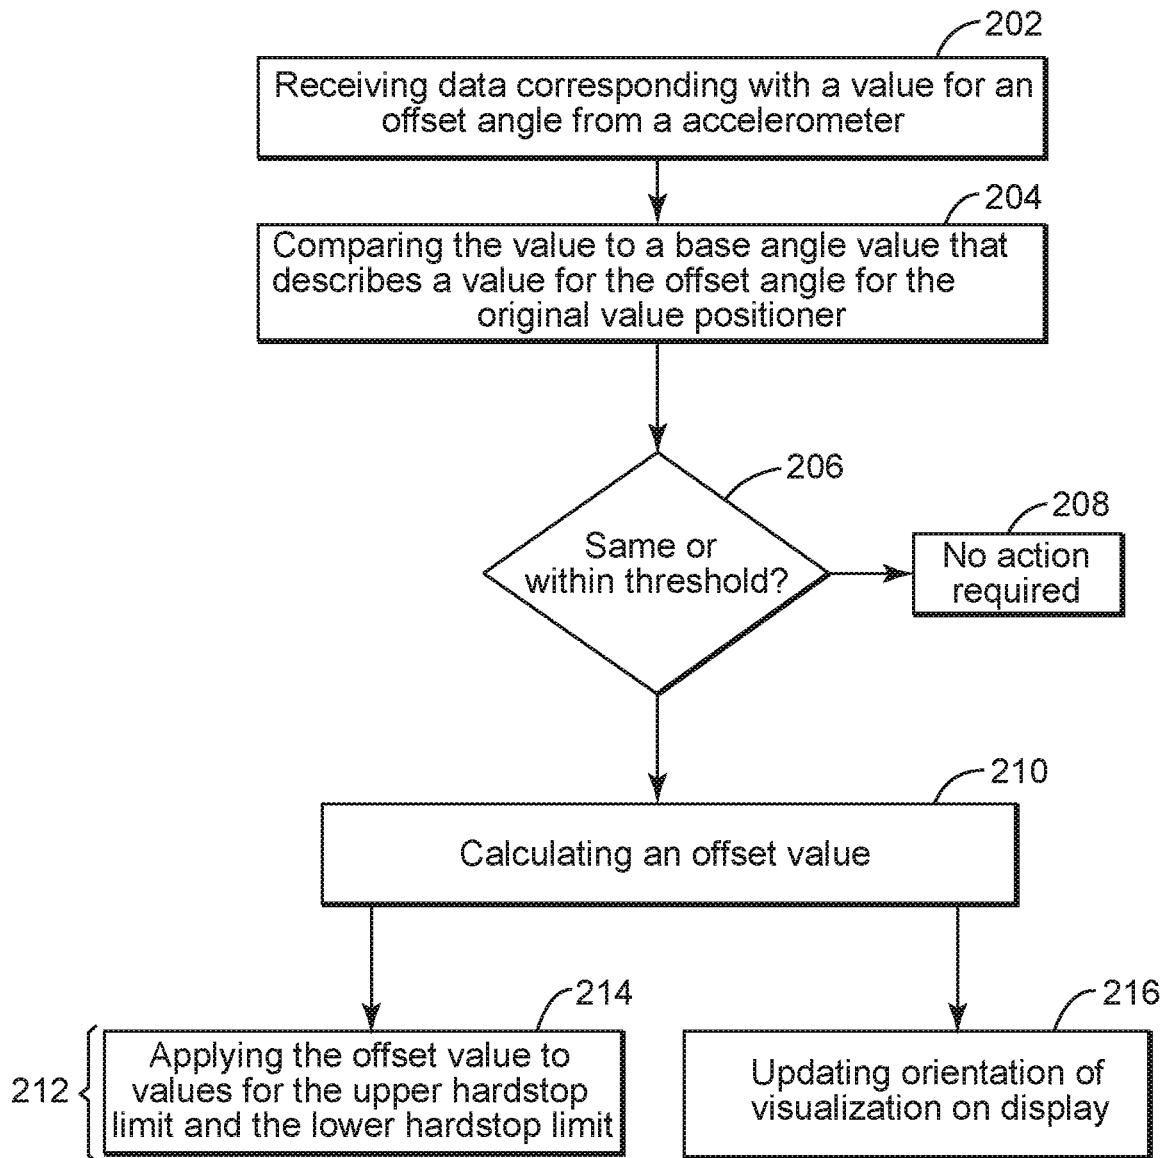 202
Receiving data corresponding with a value for an
offset angle from a accelerometer
204
Comparing the value to a base angle value that
describes a value for the offset angle for the
original value positioner
206
Same or
within threshold?
208
No action
required
210
Calculating an offset value
212
214
Applying the offset value to
values for the upper hardstop
limit and the lower hardstop limit
216
Updating orientation of
visualization on display